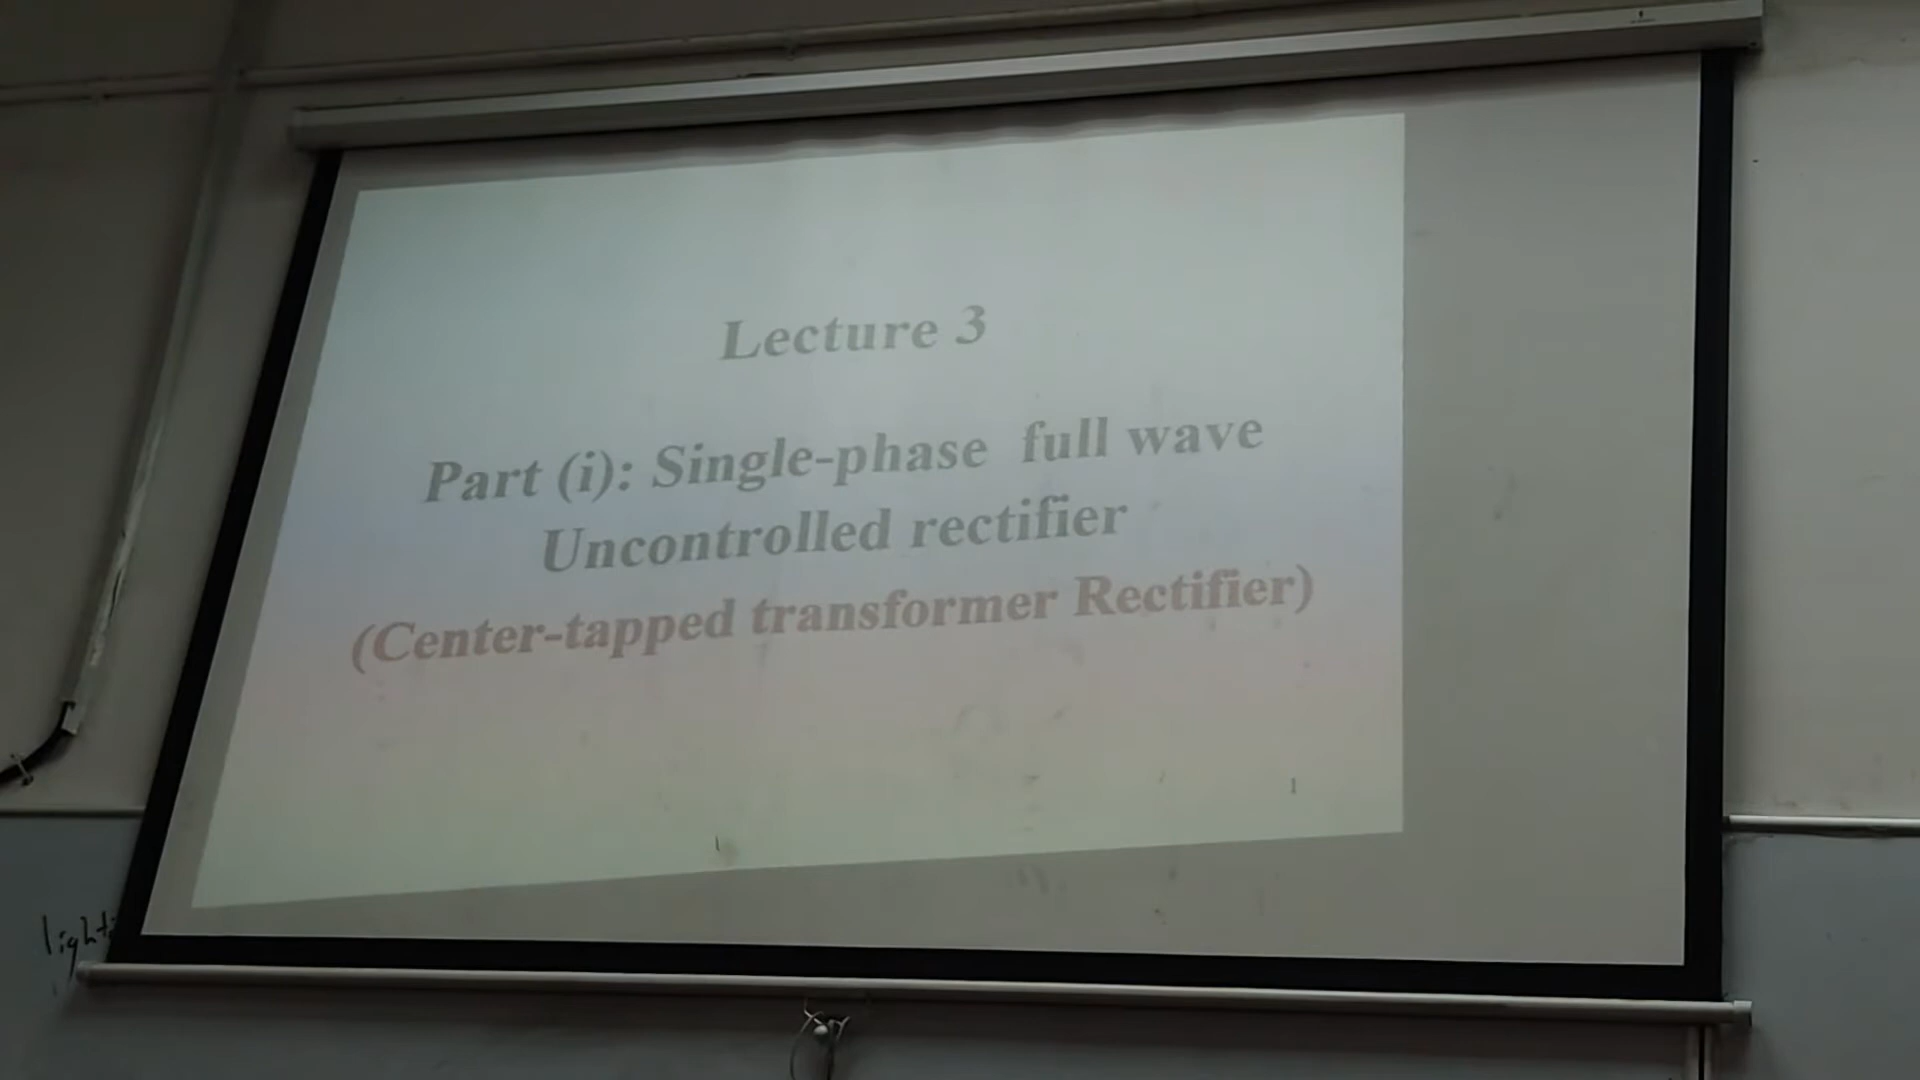 Lecture 3
Part (i): Single-phase full wave
Uncontrolled rectifier
(Center-tapped transformer Rectifier)
1